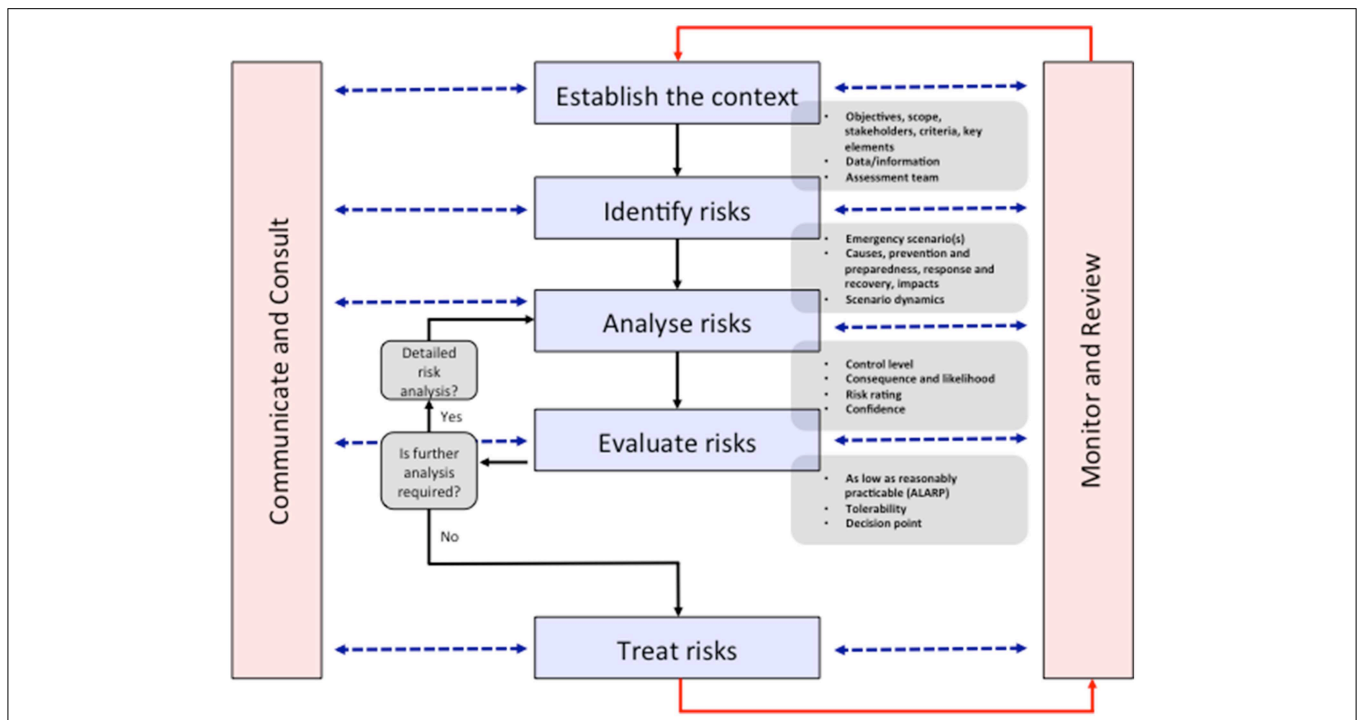 Communicate and Consult
Establish the context
• Objectives, scope,
stakeholders, criteria, key
elements
• Data/information
• Assessment team
Identify risks
• Emergency scenario(s)
• Causes, prevention and
preparedness, response and
recovery, impacts
• Scenario dynamics
Analyse risks
Detailed
risk
analysis?
• Control level
• Consequence and likelihood
• Risk rating
• Confidence
Yes
Evaluate risks
Is further
analysis
required?
• As low as reasonably
practicable (ALARP)
• Tolerability
• Decision point
No
Treat risks
Monitor and Review